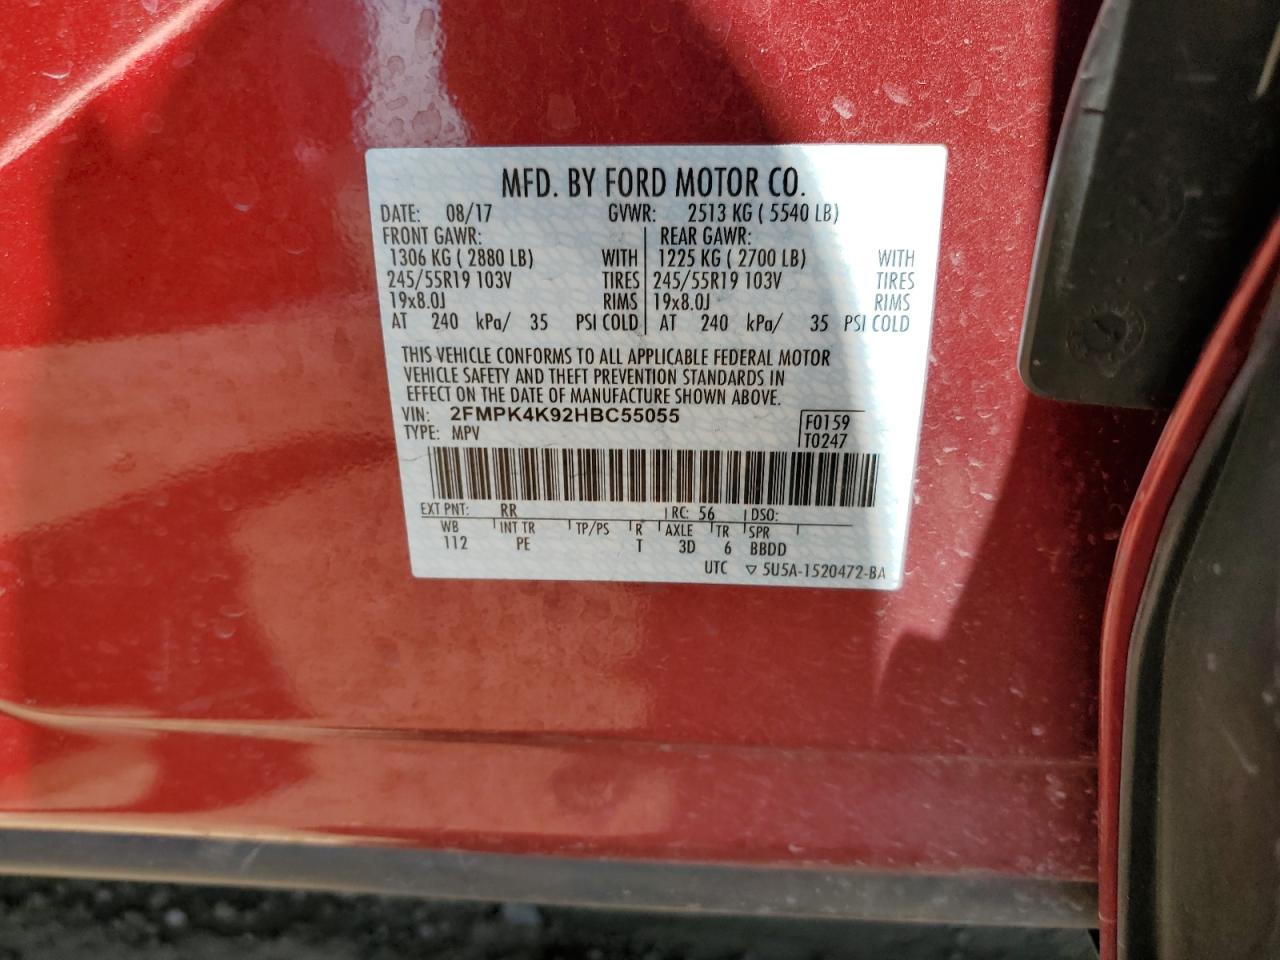 MFD. BY FORD MOTOR CO.
DATE: 08/17 GVWR: 2513 KG ( 5540 LB)
FRONT GAWR: REAR GAWR:
1306 KG ( 2880 LB) WITH 1225 KG ( 2700 LB) WITH
245/55R19 103V TIRES 245/55R19 103V TIRES
19x8.0J RIMS 19x8.0J RIMS
AT 240 kPa/ 35 PSI COLD AT 240 kPa/ 35 PSI COLD
THIS VEHICLE CONFORMS TO ALL APPLICABLE FEDERAL MOTOR
VEHICLE SAFETY AND THEFT PREVENTION STANDARDS IN
EFFECT ON THE DATE OF MANUFACTURE SHOWN ABOVE.
VIN: 2FMPK4K92HBC55055 F0159
TYPE: MPV T0247
EXT PNT: RR RC: 56 DSO:
WB INT TR TP/PS R AXLE TR SPR
112 PE T 3D 6 BBDD
UTC ▽ 5U5A-1520472-BA